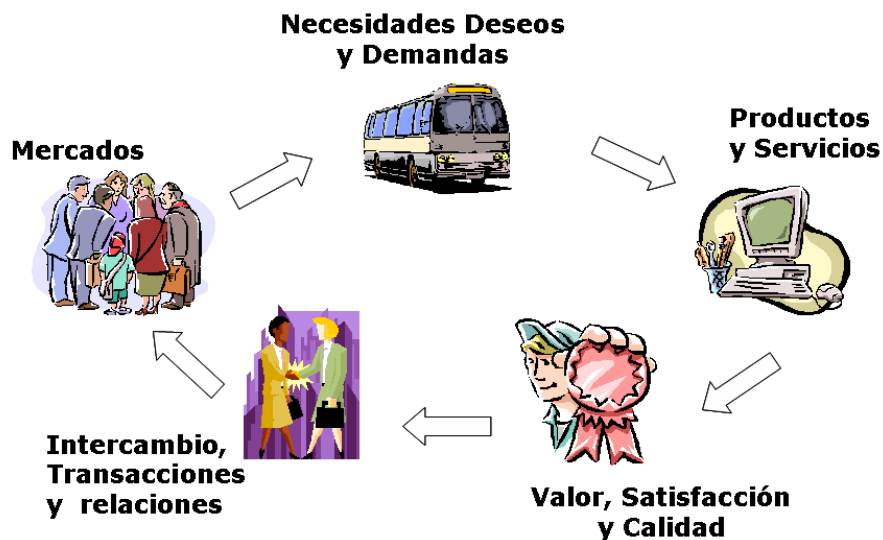 Necesidades Deseos
y Demandas
Productos
y Servicios
Valor, Satisfacción
y Calidad
Intercambio,
Transacciones
y relaciones
Mercados